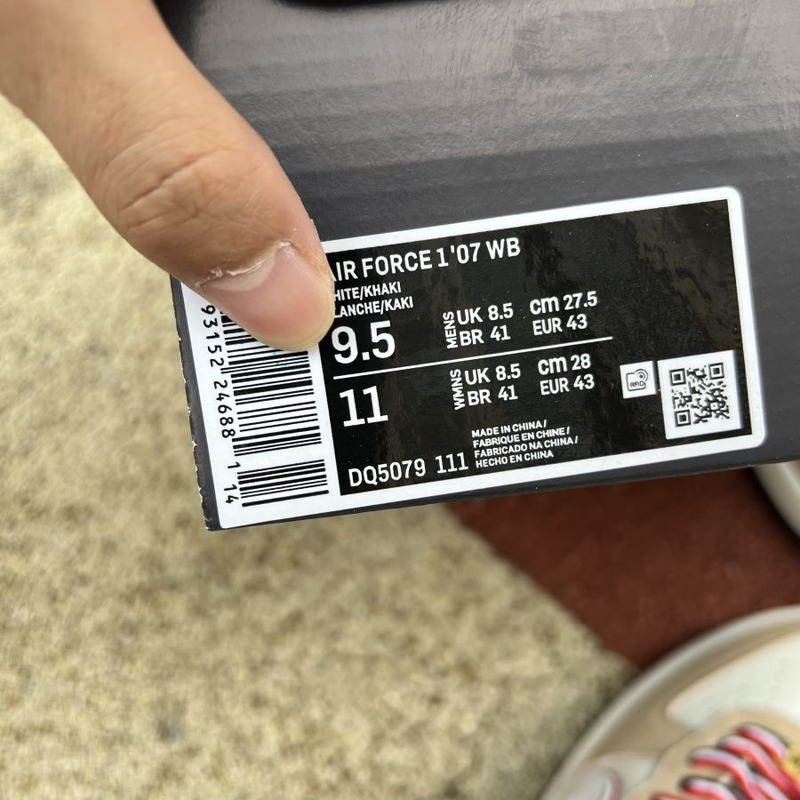 AIR FORCE 1 '07 WB
HITE/KHAKI
LANCHE/KAKI
9.5
MENS
UK 8.5
BR 41
cm 27.5
EUR 43
11
WMNS
UK 8.5
BR 41
cm 28
EUR 43
RFID
DQ5079 111
MADE IN CHINA /
FABRIQUE EN CHINE /
FABRICADO NA CHINA /
HECHO EN CHINA
93152 24688 1 14